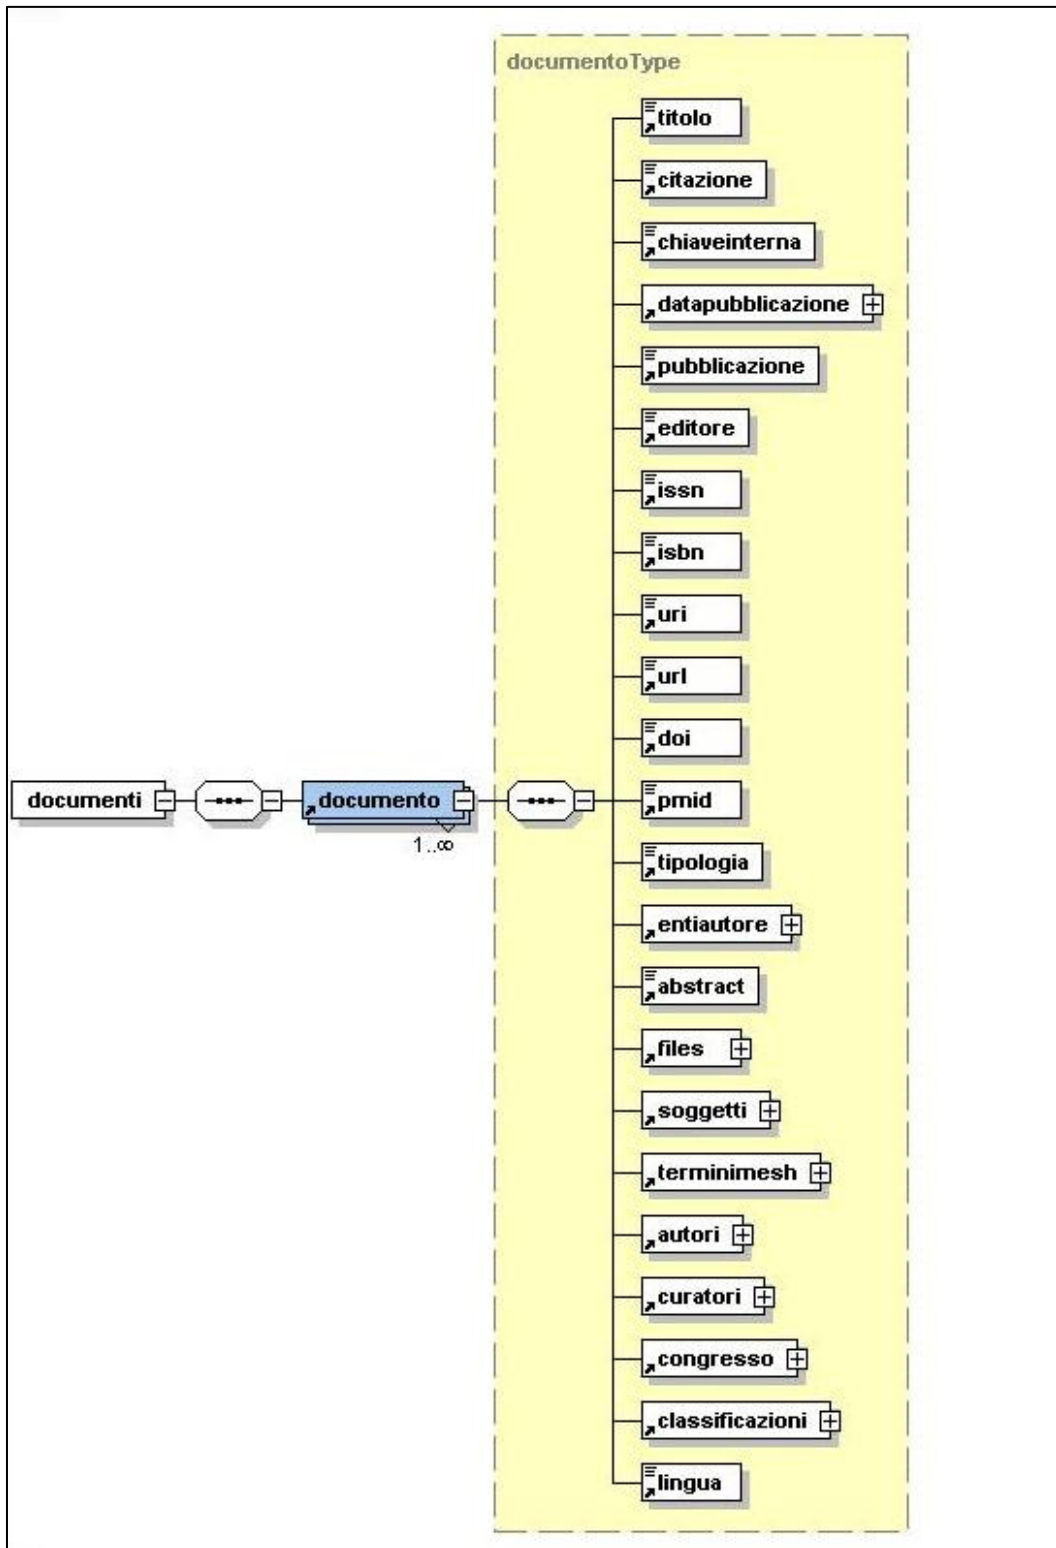 documentoType
titolo
citazione
chiaveinterna
datapubblicazione
pubblicazione
editore
issn
isbn
uri
url
doi
documenti
documento
1..∞
pmid
tipologia
entiautore
abstract
files
soggetti
terminimesh
autori
curatori
congresso
classificazioni
lingua